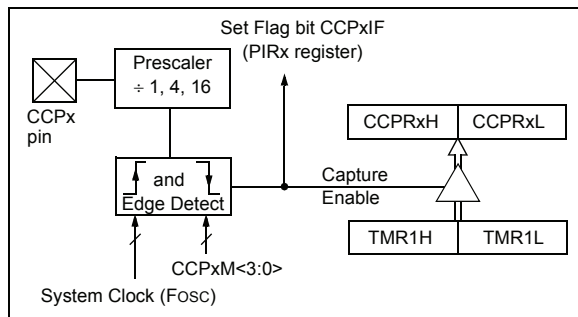 Set Flag bit CCPxIF
(PIRx register)
Prescaler
÷ 1, 4, 16
CCPx
pin
CCPRxH CCPRxL
and
Edge Detect
Capture
Enable
TMR1H TMR1L
CCPxM<3:0>
System Clock (FOSC)